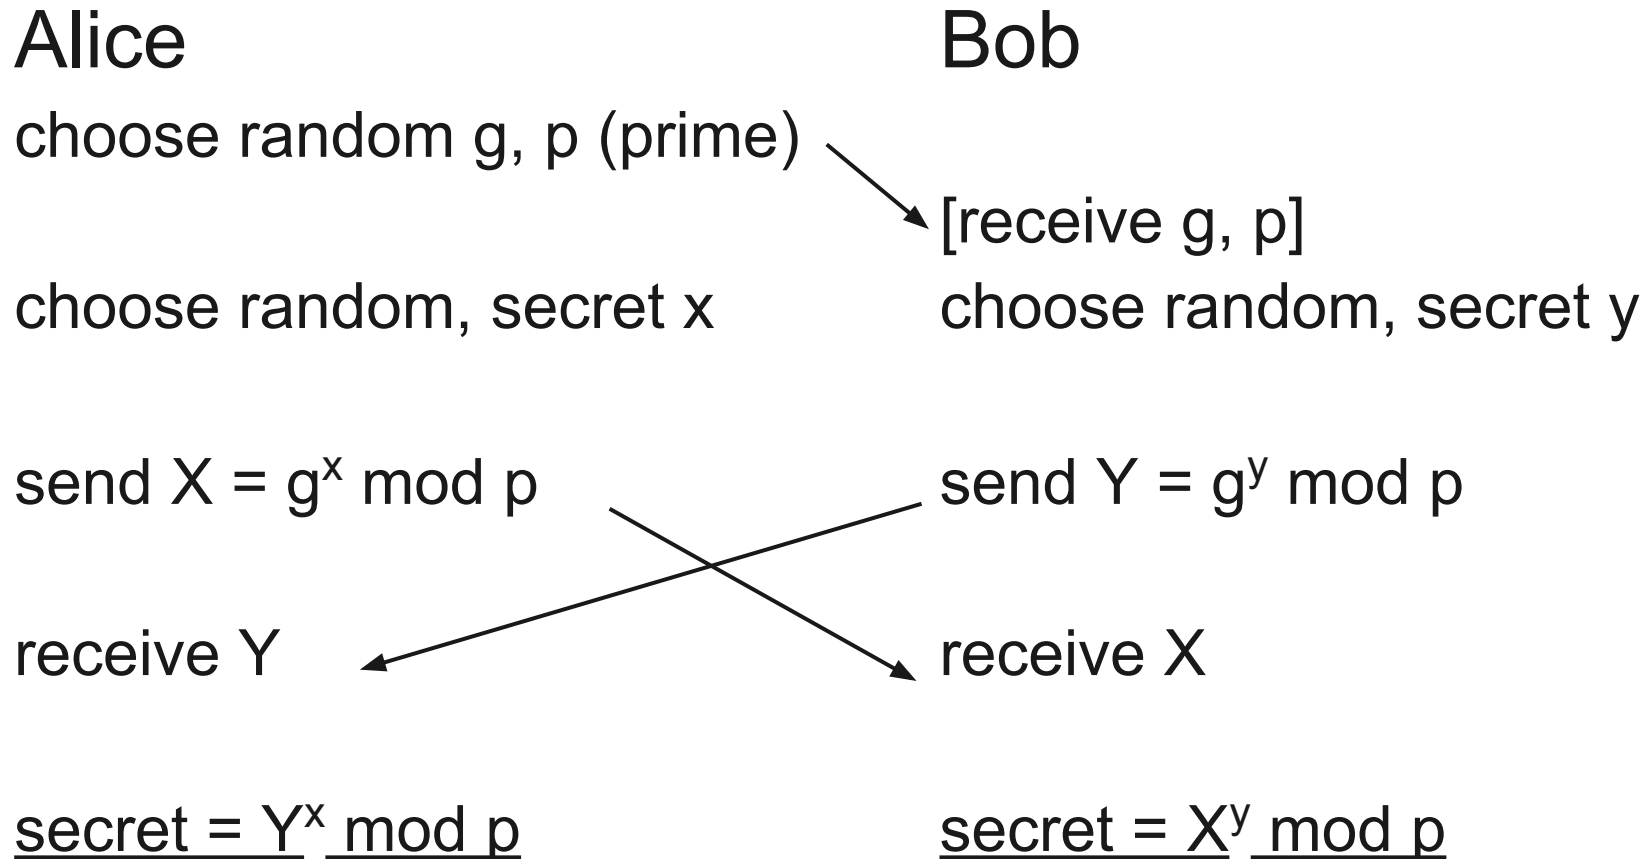 Alice
Bob
choose random g, p (prime)
[receive g, p]
choose random, secret x
choose random, secret y
send X = gˣ mod p
send Y = gʸ mod p
receive Y
receive X
secret = Yˣ mod p
secret = Xʸ mod p